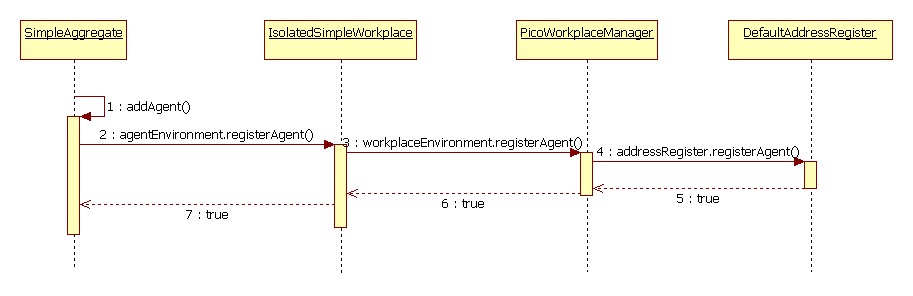 SimpleAggregate
IsolatedSimpleWorkplace
PicoWorkplaceManager
DefaultAddressRegister
1 : addAgent()
2 : agentEnvironment.registerAgent()
3 : workplaceEnvironment.registerAgent()
4 : addressRegister.registerAgent()
5 : true
6 : true
7 : true